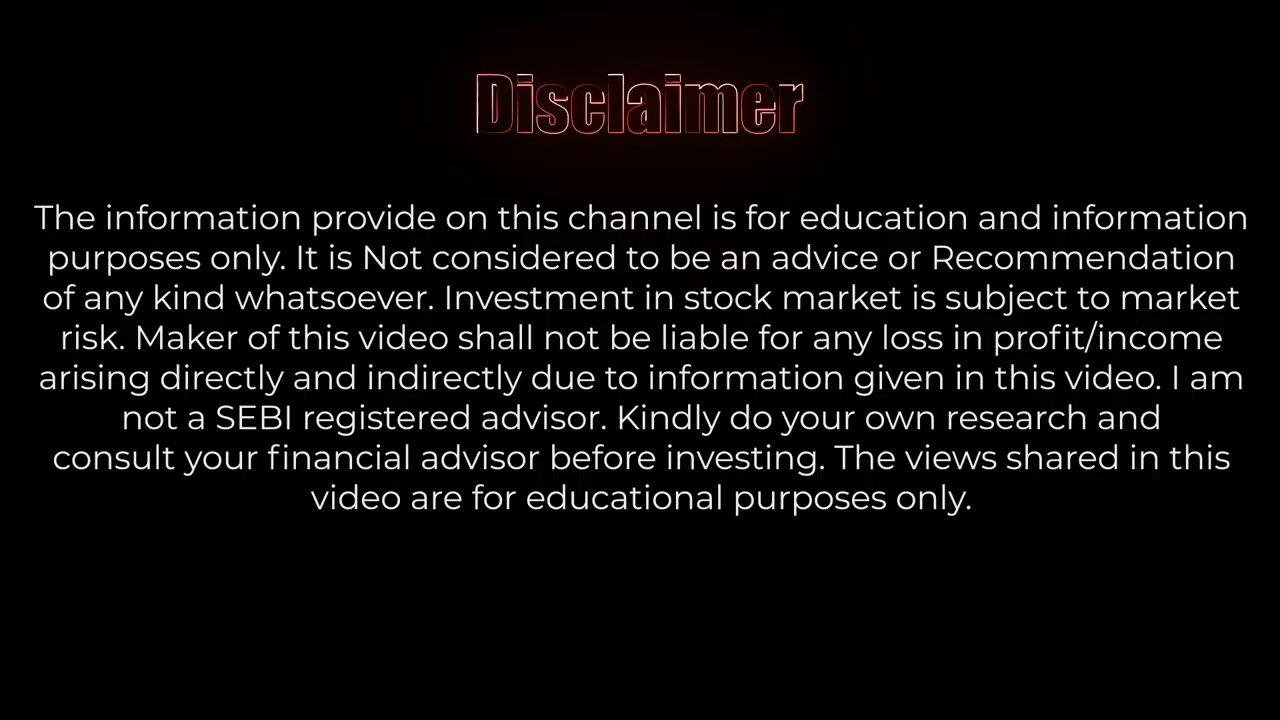 Disclaimer
The information provide on this channel is for education and information
purposes only. It is Not considered to be an advice or Recommendation
of any kind whatsoever. Investment in stock market is subject to market
risk. Maker of this video shall not be liable for any loss in profit/income
arising directly and indirectly due to information given in this video. I am
not a SEBI registered advisor. Kindly do your own research and
consult your financial advisor before investing. The views shared in this
video are for educational purposes only.